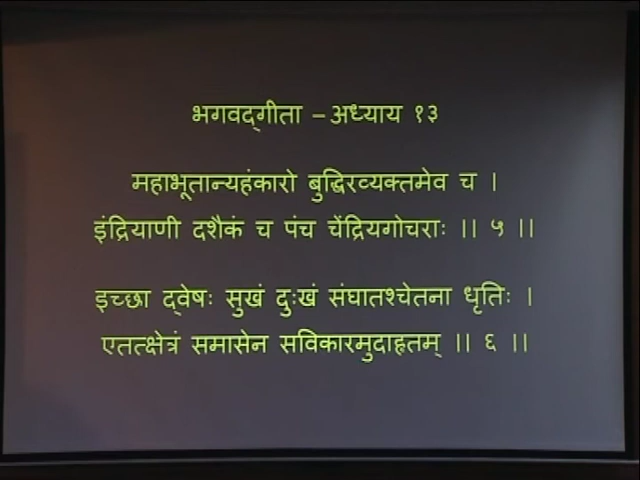 भगवद्‌गीता – अध्याय १३
महाभूतान्यहंकारो बुद्धिरव्यक्तमेव च ।
इंद्रियाणी दशैकं च पंच चेंद्रियगोचराः ।। ५ ।।
इच्छा द्वेषः सुखं दुःखं संघातश्चेतना धृतिः ।
एतत्क्षेत्रं समासेन सविकारमुदाहृतम् ।। ६ ।।